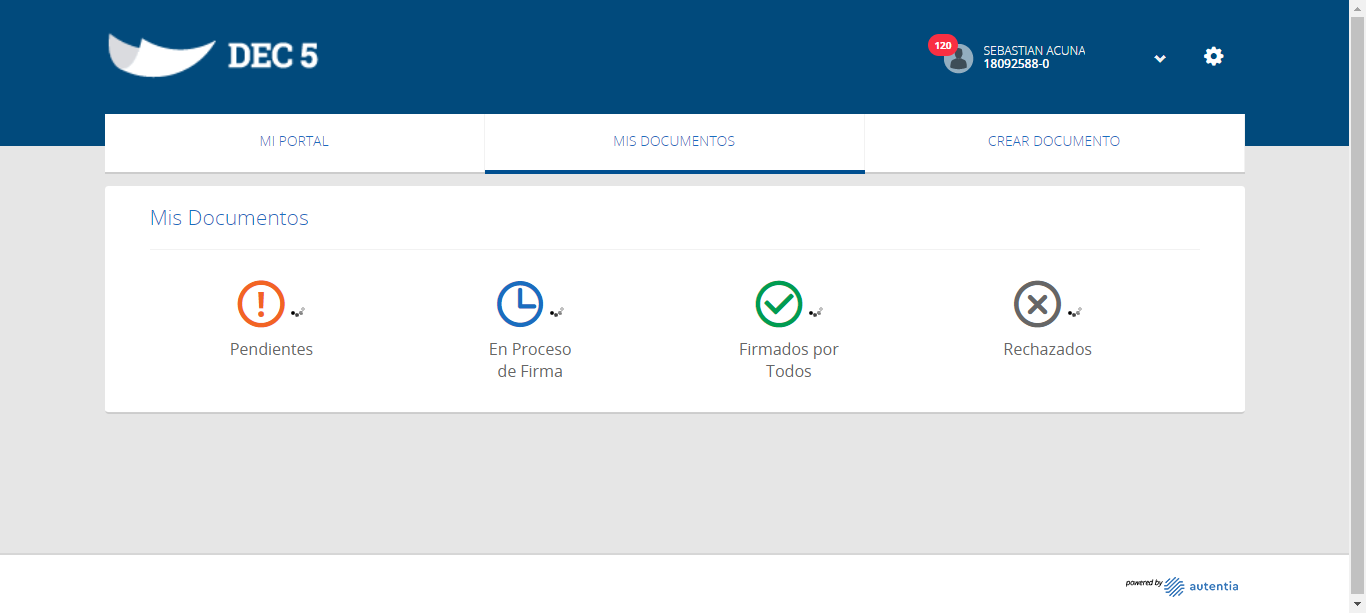 DEC 5
120
SEBASTIAN ACUNA
18092588-0
MI PORTAL
MIS DOCUMENTOS
CREAR DOCUMENTO
Mis Documentos
Pendientes
En Proceso
de Firma
Firmados por
Todos
Rechazados
powered by
autentia